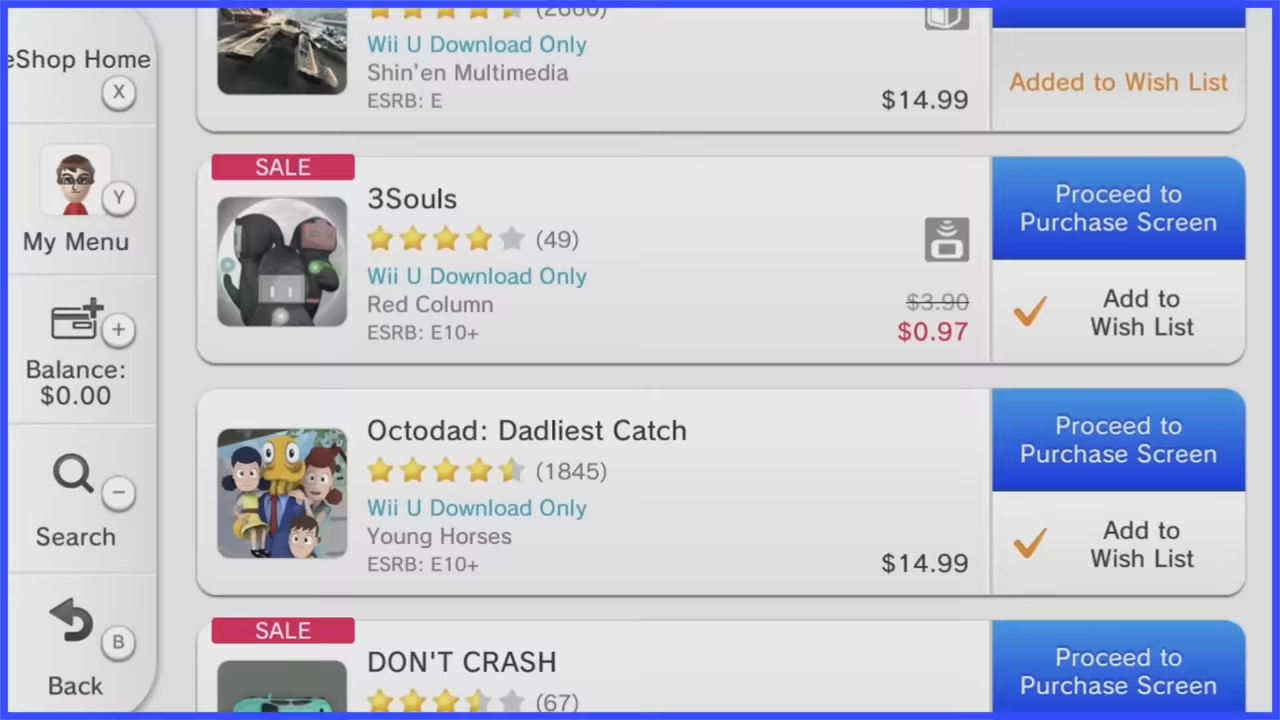 eShop Home
X
Y
My Menu
+
Balance:
$0.00
Search
−
B
Back
(2660)
Wii U Download Only
Shin'en Multimedia
ESRB: E
$14.99
Added to Wish List
SALE
3Souls
(49)
Wii U Download Only
Red Column
ESRB: E10+
$3.90
$0.97
Proceed to
Purchase Screen
Add to
Wish List
Octodad: Dadliest Catch
(1845)
Wii U Download Only
Young Horses
ESRB: E10+
$14.99
Proceed to
Purchase Screen
Add to
Wish List
SALE
DON'T CRASH
(67)
Proceed to
Purchase Screen